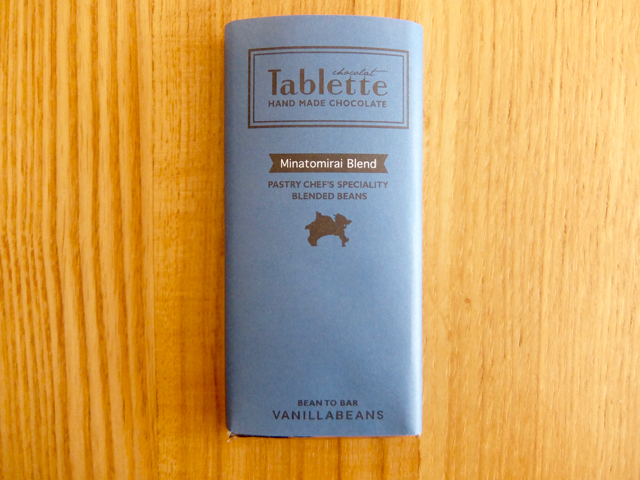 chocolat
Tablette
HAND MADE CHOCOLATE
Minatomirai Blend
PASTRY CHEF'S SPECIALITY
BLENDED BEANS
BEAN TO BAR
VANILLABEANS